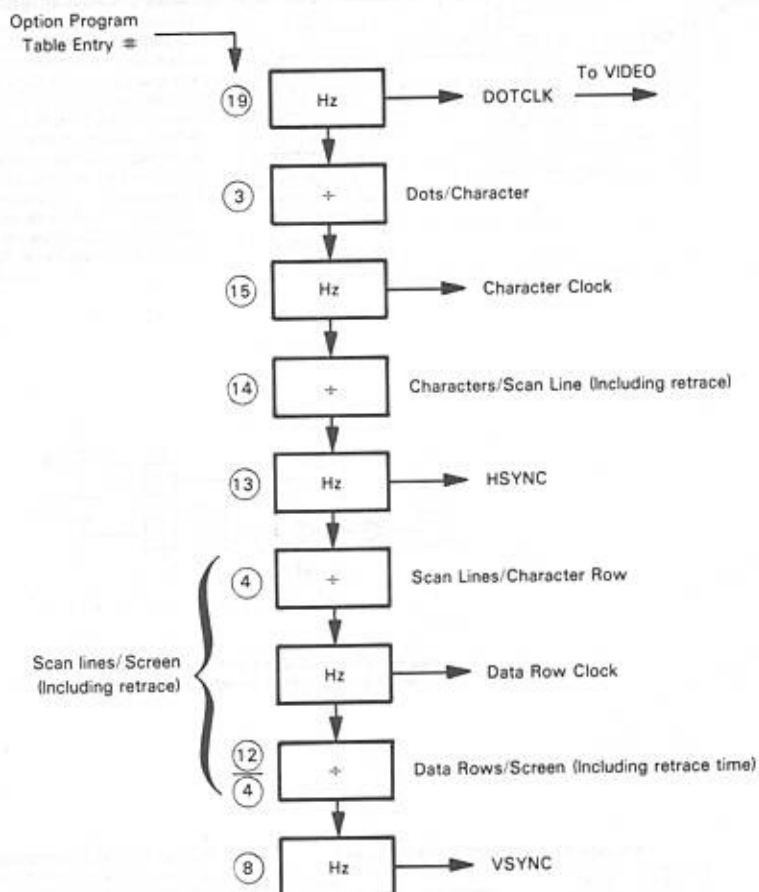 Option Program
Table Entry #
19 Hz DOTCLK To VIDEO
3 ÷ Dots/Character
15 Hz Character Clock
14 ÷ Characters/Scan Line (Including retrace)
13 Hz HSYNC
4 ÷ Scan Lines/Character Row
Scan lines/Screen
(Including retrace)
Hz Data Row Clock
12
4
÷ Data Rows/Screen (Including retrace time)
8 Hz VSYNC